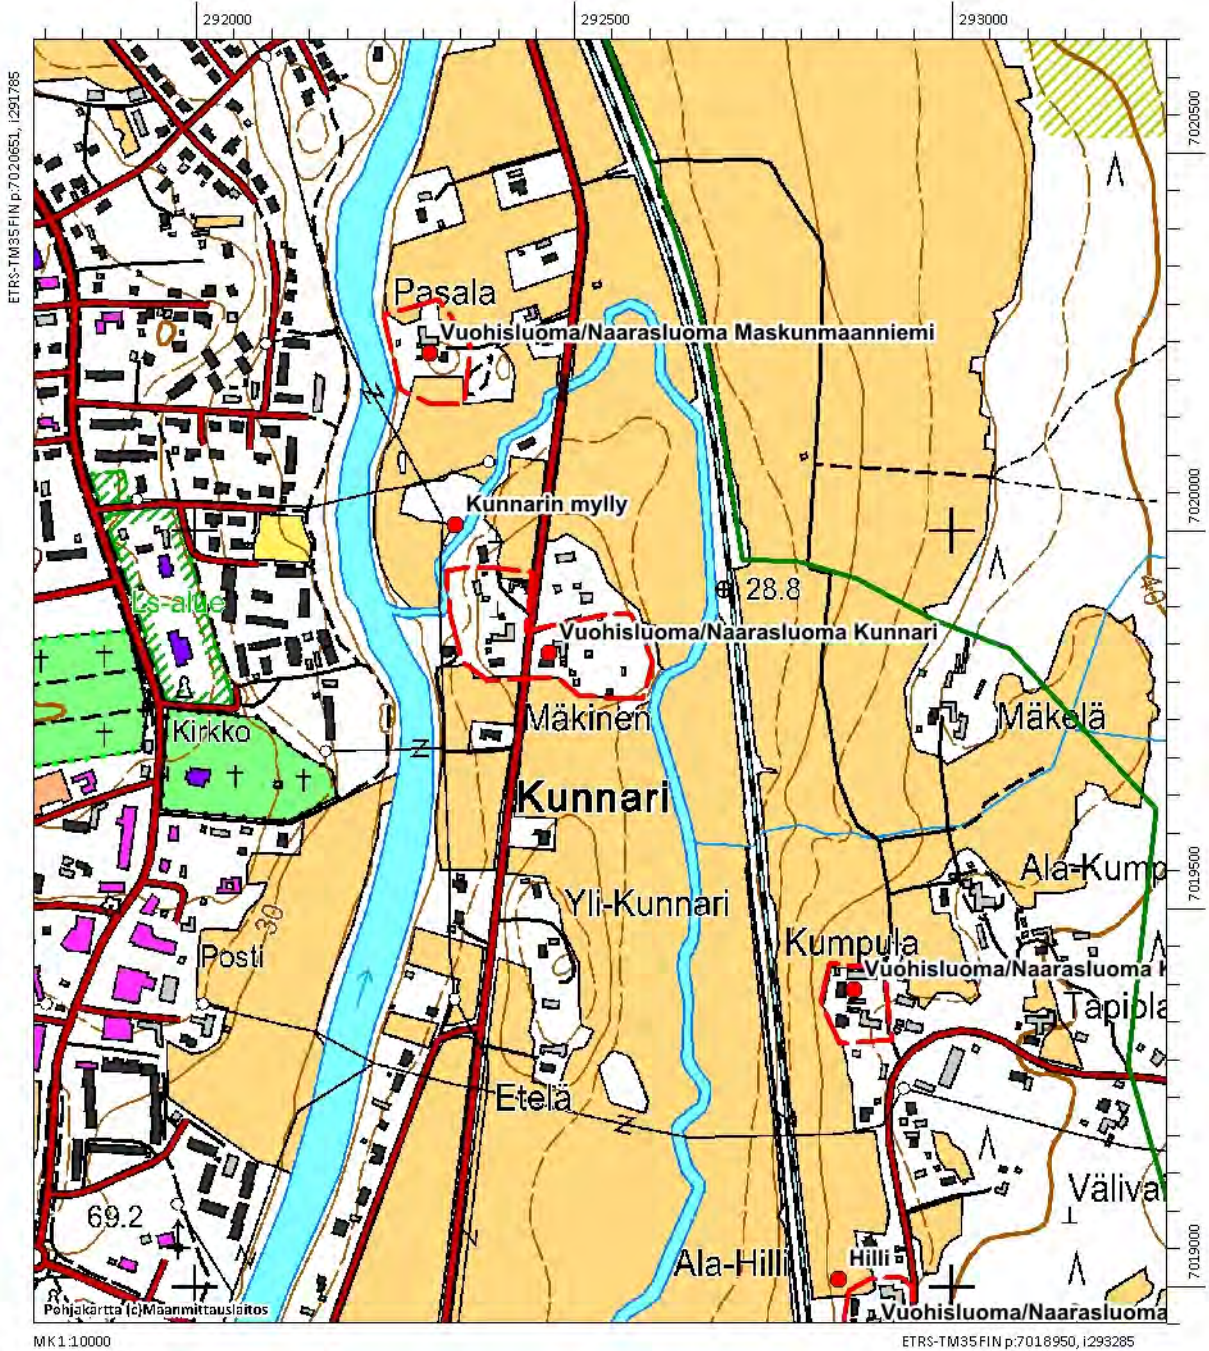 292000
292500
293000
ETRS-TM35FIN p:7020651, i:291785
7020500
Pasala
Vuohisluoma/Naarasluoma Maskunmaanniemi
Kunnarin mylly
7020000
28.8
40
Ls-alue
Vuohisluoma/Naarasluoma Kunnari
Kirkko
Mäkinen
Mäkelä
Kunnari
Ala-Kump
7019500
Yli-Kunnari
30
Posti
Kumpula
Vuohisluoma/Naarasluoma K
Tapiola
Etelä
Väliva
69.2
Ala-Hilli
Hilli
7019000
Pohjakartta (c)Maanmittauslaitos
Vuohisluoma/Naarasluoma
MK 1:10000
ETRS-TM35FIN p:7018950, i:293285